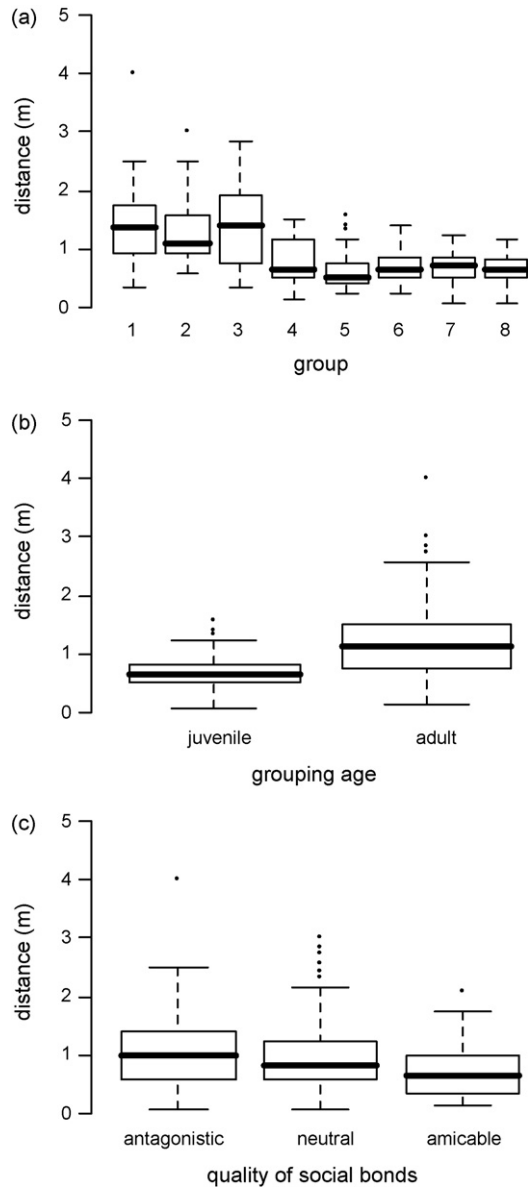 (a)
distance (m)
5
4
3
2
1
0
1 2 3 4 5 6 7 8
group
(b)
distance (m)
5
4
3
2
1
0
juvenile adult
grouping age
(c)
distance (m)
5
4
3
2
1
0
antagonistic neutral amicable
quality of social bonds